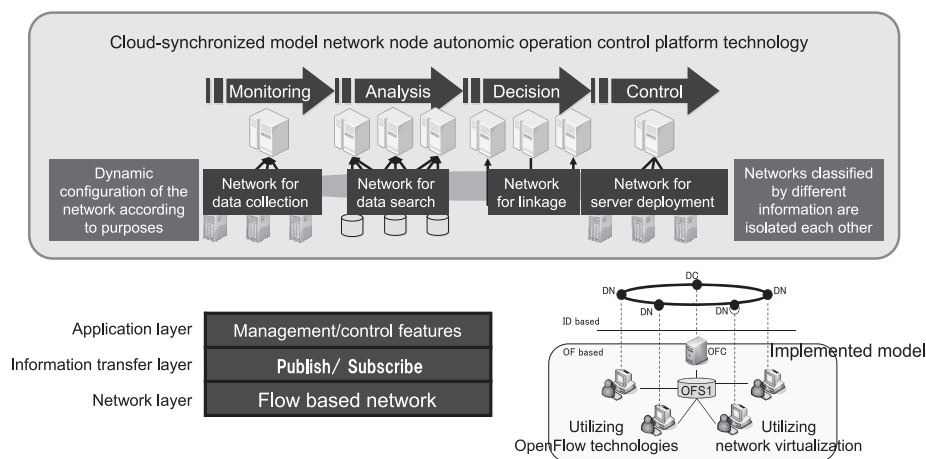 Cloud-synchronized model network node autonomic operation control platform technology
Monitoring
Analysis
Decision
Control
Dynamic
configuration of the
network according
to purposes
Network for
data collection
Network for
data search
Network
for linkage
Network for
server deployment
Networks classified
by different
information are
isolated each other
Application layer
Management/control features
Information transfer layer
Publish/ Subscribe
Network layer
Flow based network
DC
DN
DN
DN
DN
ID based
OF based
OFC
Implemented model
OFS1
Utilizing
OpenFlow technologies
Utilizing
network virtualization